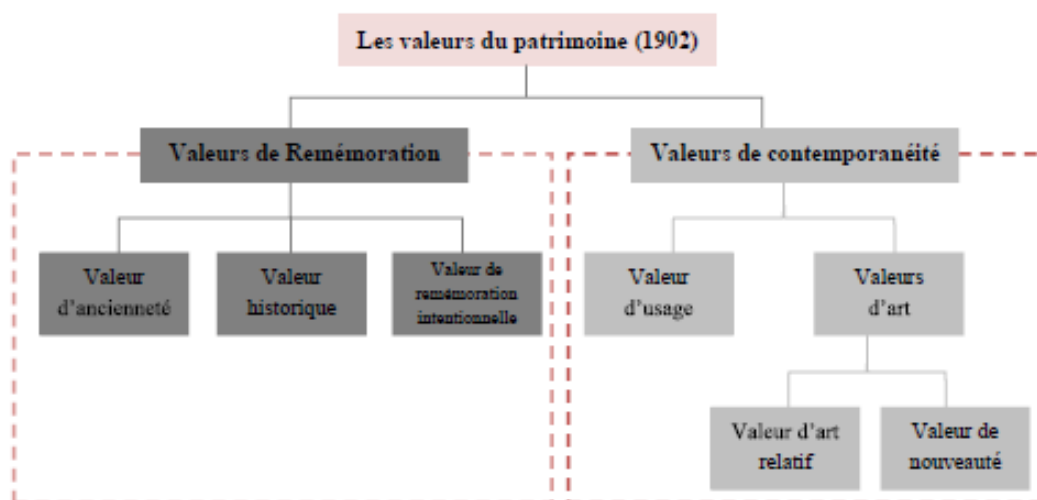 Les valeurs du patrimoine (1902)
Valeurs de Remémoration
Valeurs de contemporanéité
Valeur
d'ancienneté
Valeur
historique
Valeur de
remémoration
intentionnelle
Valeur
d'usage
Valeurs
d'art
Valeur d'art
relatif
Valeur de
nouveauté